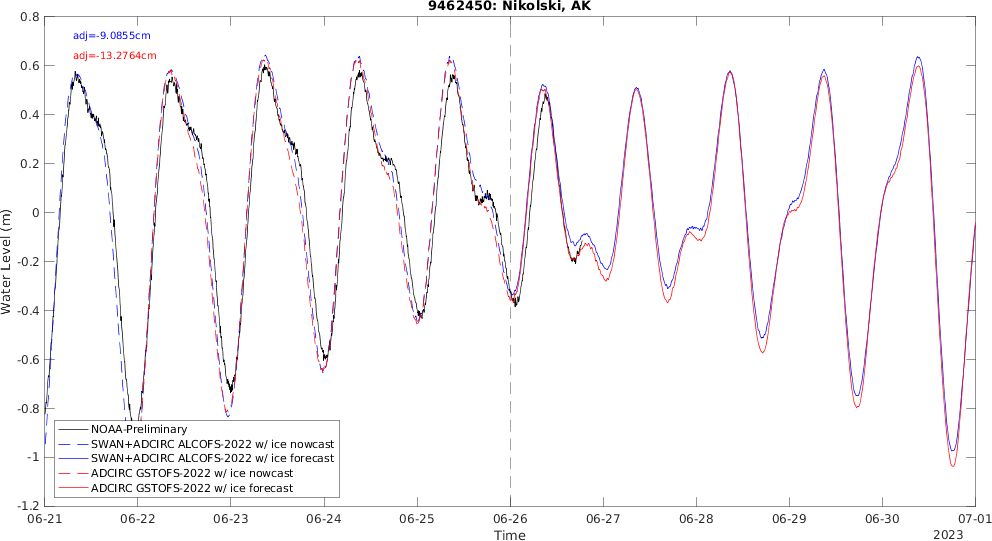 9462450: Nikolski, AK
adj=-9.0855cm
adj=-13.2764cm
0.8
0.6
0.4
0.2
0
-0.2
-0.4
-0.6
-0.8
-1
-1.2
Water Level (m)
NOAA-Preliminary
SWAN+ADCIRC ALCOFS-2022 w/ ice nowcast
SWAN+ADCIRC ALCOFS-2022 w/ ice forecast
ADCIRC GSTOFS-2022 w/ ice nowcast
ADCIRC GSTOFS-2022 w/ ice forecast
06-21 06-22 06-23 06-24 06-25 06-26 06-27 06-28 06-29 06-30 07-01
Time
2023